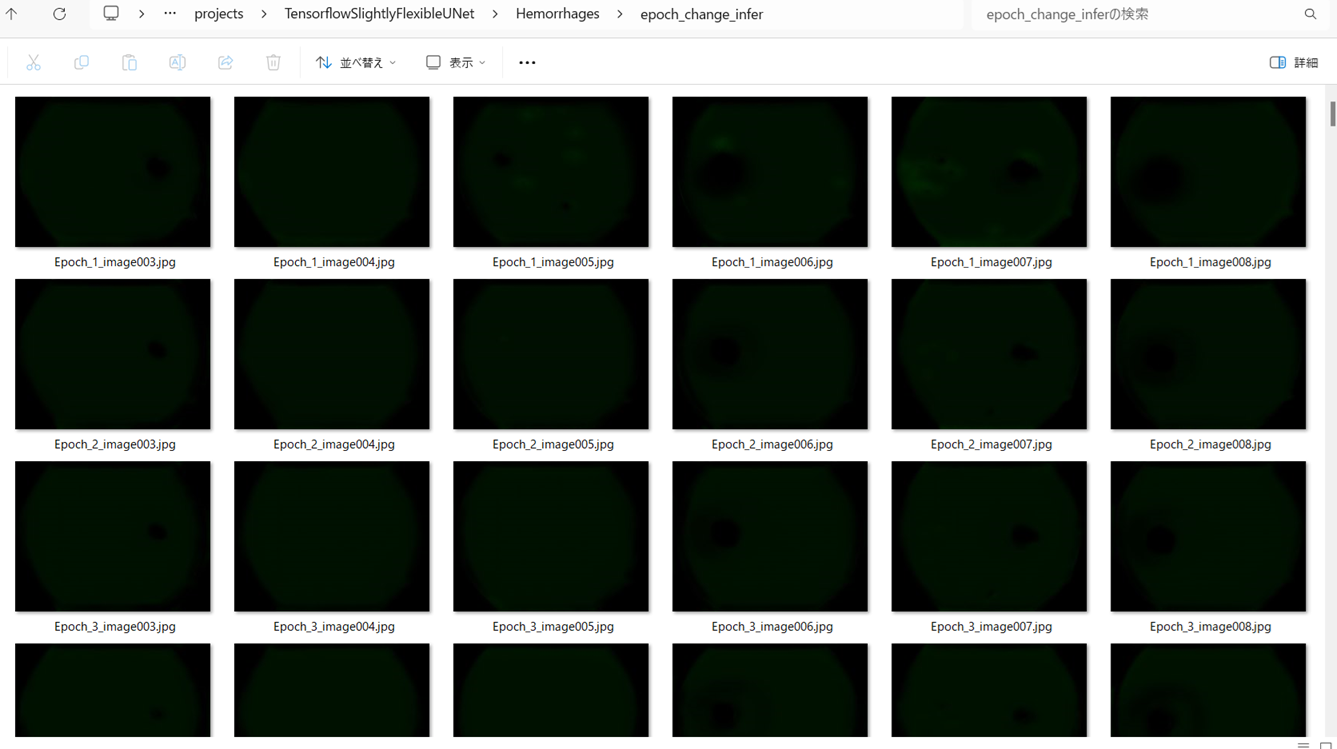 projects > TensorflowSlightlyFlexibleUNet > Hemorrhages > epoch_change_infer
epoch_change_inferの検索
並べ替え 表示 詳細
Epoch_1_image003.jpg Epoch_1_image004.jpg Epoch_1_image005.jpg Epoch_1_image006.jpg Epoch_1_image007.jpg Epoch_1_image008.jpg
Epoch_2_image003.jpg Epoch_2_image004.jpg Epoch_2_image005.jpg Epoch_2_image006.jpg Epoch_2_image007.jpg Epoch_2_image008.jpg
Epoch_3_image003.jpg Epoch_3_image004.jpg Epoch_3_image005.jpg Epoch_3_image006.jpg Epoch_3_image007.jpg Epoch_3_image008.jpg